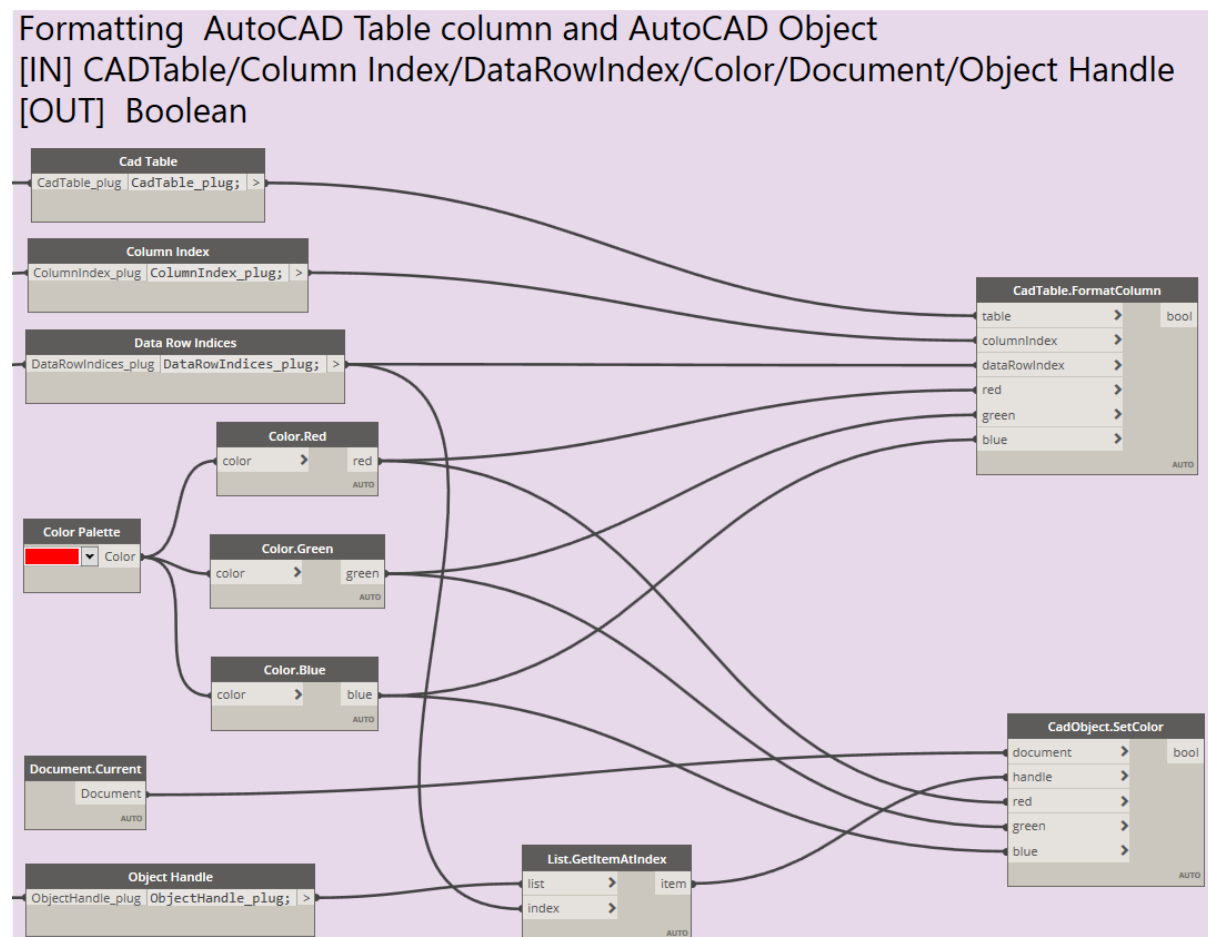 Formatting AutoCAD Table column and AutoCAD Object
[IN] CADTable/Column Index/DataRowIndex/Color/Document/Object Handle
[OUT] Boolean
Cad Table
CadTable_plug CadTable_plug; >
Column Index
ColumnIndex_plug ColumnIndex_plug; >
CadTable.FormatColumn
table > bool
columnIndex >
dataRowIndex >
red >
green >
blue >
AUTO
Data Row Indices
DataRowIndices_plug DataRowIndices_plug; >
Color.Red
color > red
AUTO
Color Palette
Color
Color.Green
color > green
AUTO
Color.Blue
color > blue
AUTO
CadObject.SetColor
document > bool
handle >
red >
green >
blue >
AUTO
Document.Current
Document
AUTO
List.GetItemAtIndex
list > item
index >
AUTO
Object Handle
ObjectHandle_plug ObjectHandle_plug; >